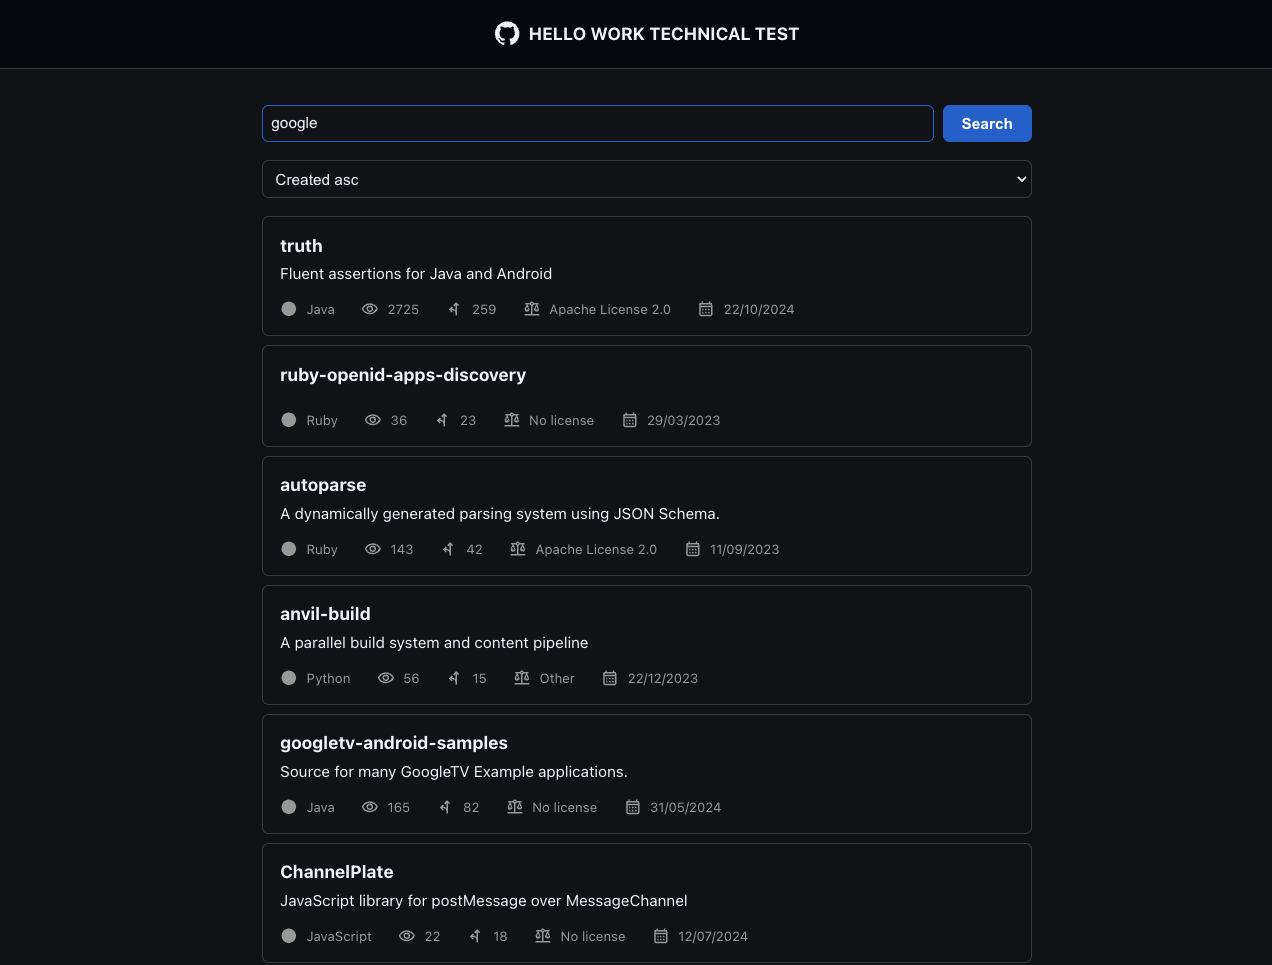 HELLO WORK TECHNICAL TEST
google
Search
Created asc
truth
Fluent assertions for Java and Android
Java 2725 259 Apache License 2.0 22/10/2024
ruby-openid-apps-discovery
Ruby 36 23 No license 29/03/2023
autoparse
A dynamically generated parsing system using JSON Schema.
Ruby 143 42 Apache License 2.0 11/09/2023
anvil-build
A parallel build system and content pipeline
Python 56 15 Other 22/12/2023
googletv-android-samples
Source for many GoogleTV Example applications.
Java 165 82 No license 31/05/2024
ChannelPlate
JavaScript library for postMessage over MessageChannel
JavaScript 22 18 No license 12/07/2024